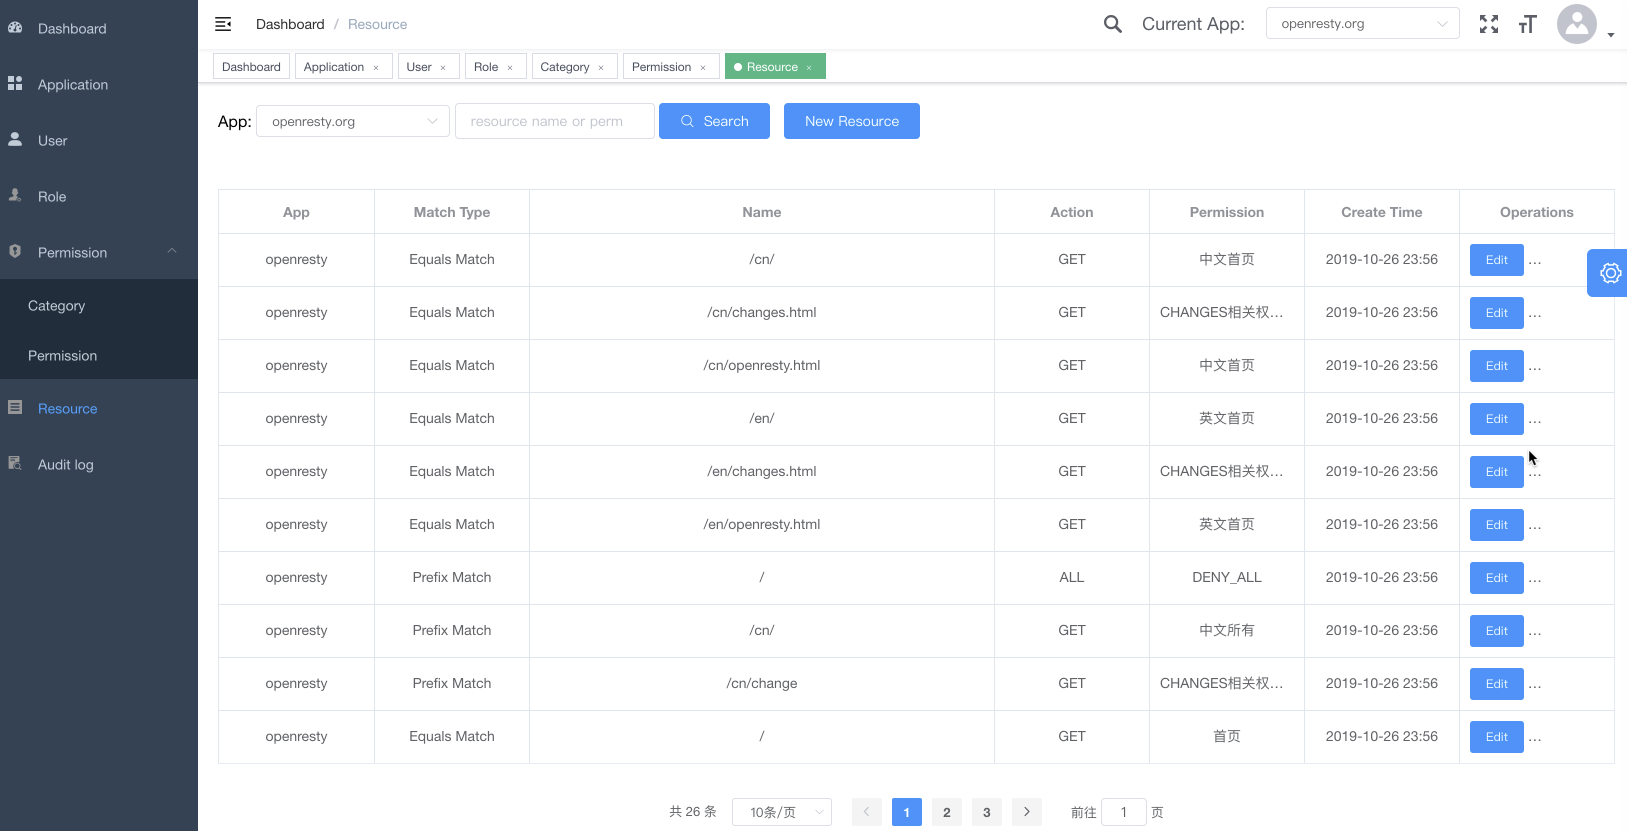 Dashboard
Application
User
Role
Permission
Category
Permission
Resource
Audit log
Dashboard / Resource
Current App: openresty.org
Dashboard Application × User × Role × Category × Permission × Resource ×
App: openresty.org resource name or perm Search New Resource
App Match Type Name Action Permission Create Time Operations
openresty Equals Match /cn/ GET 中文首页 2019-10-26 23:56 Edit ...
openresty Equals Match /cn/changes.html GET CHANGES相关权... 2019-10-26 23:56 Edit ...
openresty Equals Match /cn/openresty.html GET 中文首页 2019-10-26 23:56 Edit ...
openresty Equals Match /en/ GET 英文首页 2019-10-26 23:56 Edit ...
openresty Equals Match /en/changes.html GET CHANGES相关权... 2019-10-26 23:56 Edit ...
openresty Equals Match /en/openresty.html GET 英文首页 2019-10-26 23:56 Edit ...
openresty Prefix Match / ALL DENY_ALL 2019-10-26 23:56 Edit ...
openresty Prefix Match /cn/ GET 中文所有 2019-10-26 23:56 Edit ...
openresty Prefix Match /cn/change GET CHANGES相关权... 2019-10-26 23:56 Edit ...
openresty Equals Match / GET 首页 2019-10-26 23:56 Edit ...
共 26 条 10条/页 1 2 3 前往 1 页